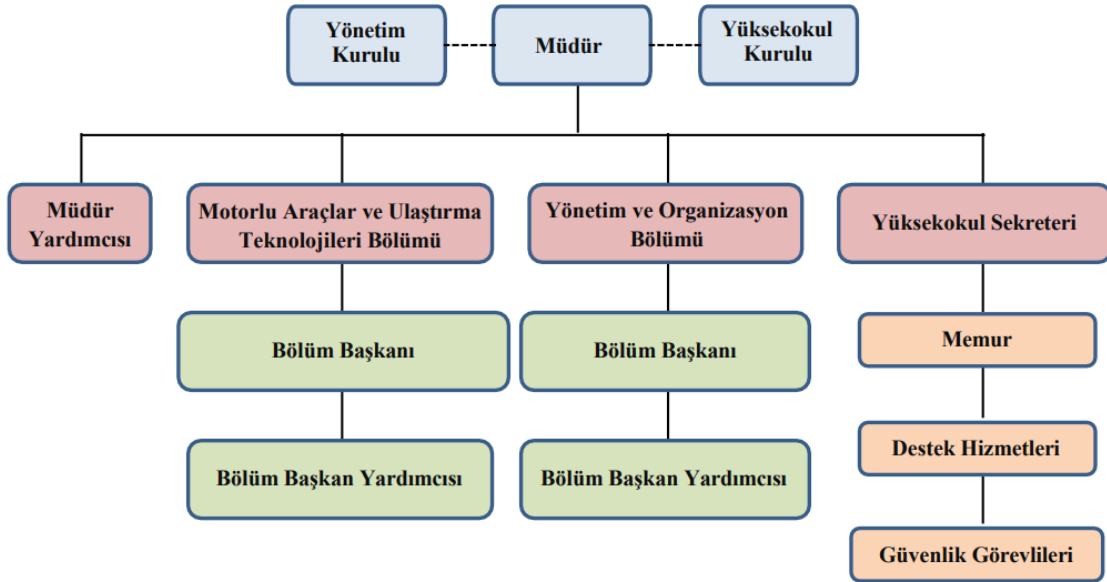 Yönetim
Kurulu
Müdür
Yüksekokul
Kurulu
Müdür
Yardımcısı
Motorlu Araçlar ve Ulaştırma
Teknolojileri Bölümü
Yönetim ve Organizasyon
Bölümü
Yüksekokul Sekreteri
Bölüm Başkanı
Bölüm Başkanı
Memur
Bölüm Başkan Yardımcısı
Bölüm Başkan Yardımcısı
Destek Hizmetleri
Güvenlik Görevlileri